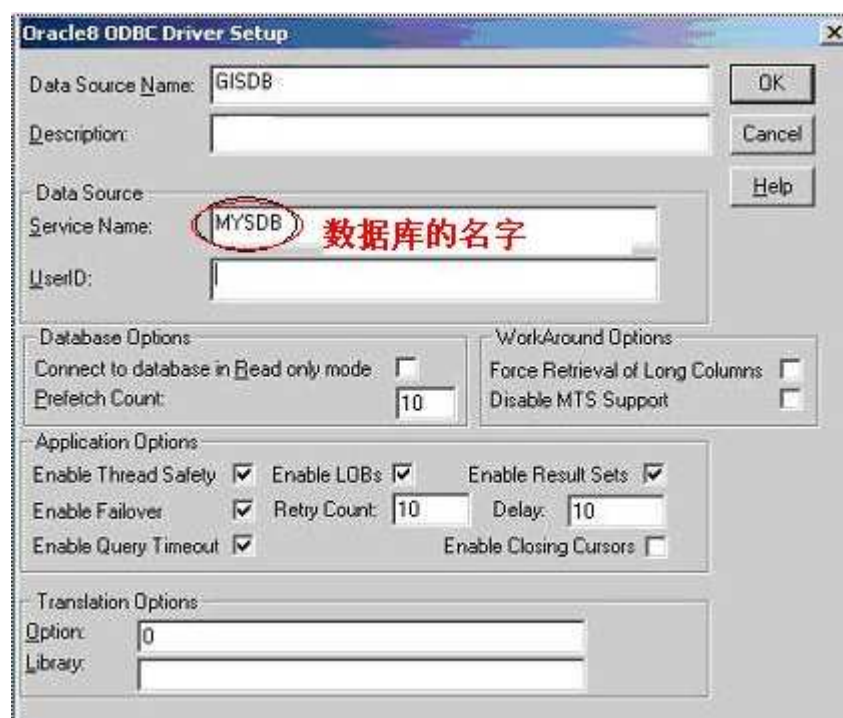 Oracle8 ODBC Driver Setup
Data Source Name: GISDB
OK
Description:
Cancel
Help
Data Source
Service Name: MYSDB 数据库的名字
UserID:
Database Options
Connect to database in Read only mode
Prefetch Count: 10
WorkAround Options
Force Retrieval of Long Columns
Disable MTS Support
Application Options
Enable Thread Safety Enable LOBs Enable Result Sets
Enable Failover Retry Count: 10 Delay: 10
Enable Query Timeout Enable Closing Cursors
Translation Options
Option: 0
Library: